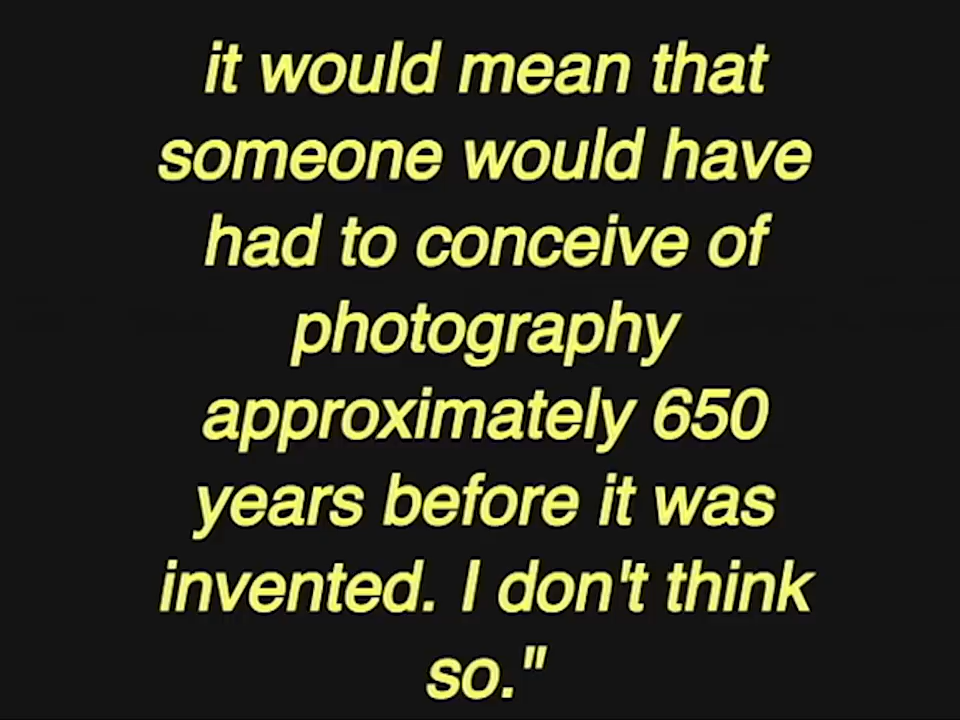 it would mean that
someone would have
had to conceive of
photography
approximately 650
years before it was
invented. I don't think
so."